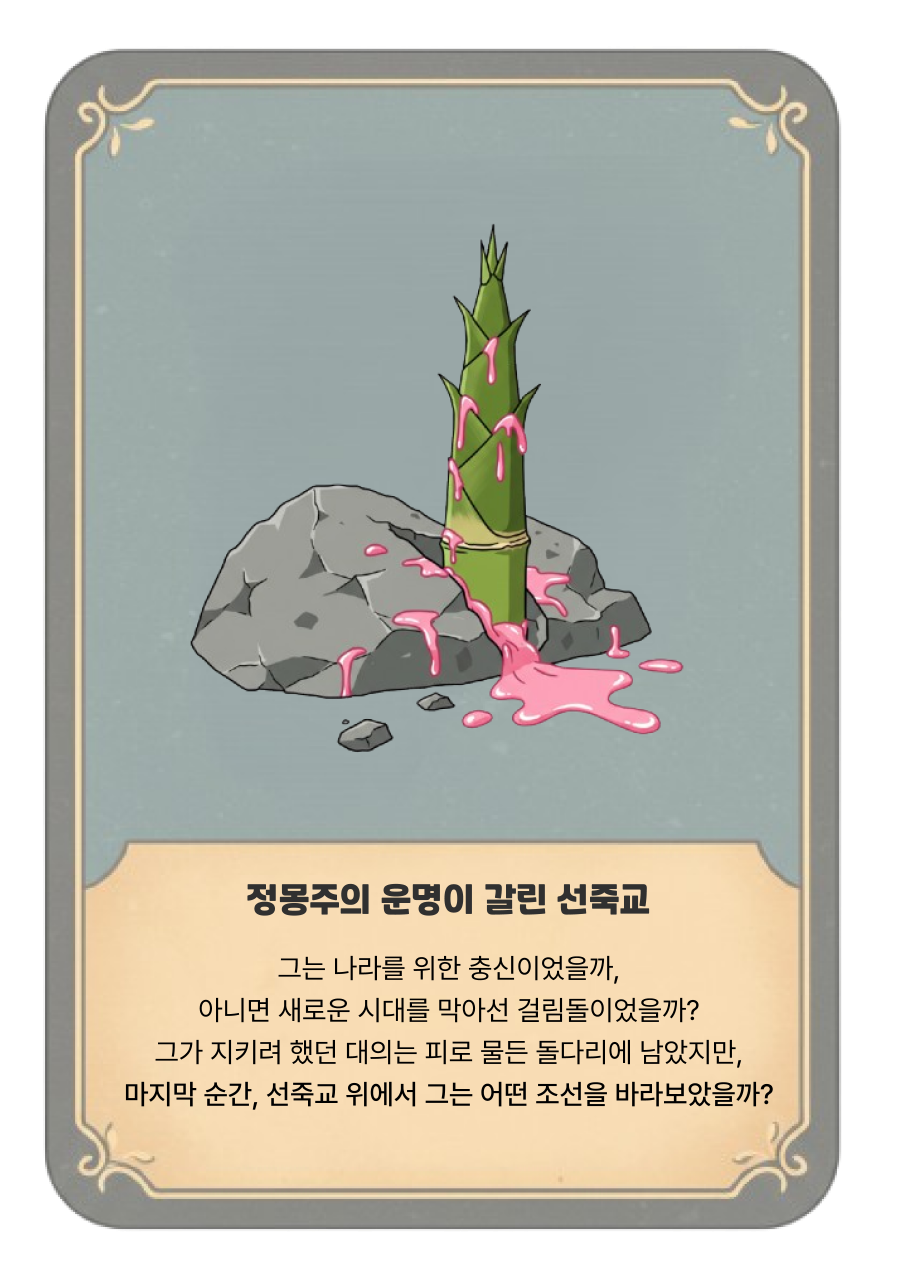 정몽주의 운명이 갈린 선죽교
그는 나라를 위한 충신이었을까,
아니면 새로운 시대를 막아선 걸림돌이었을까?
그가 지키려 했던 대의는 피로 물든 돌다리에 남았지만,
마지막 순간, 선죽교 위에서 그는 어떤 조선을 바라보았을까?